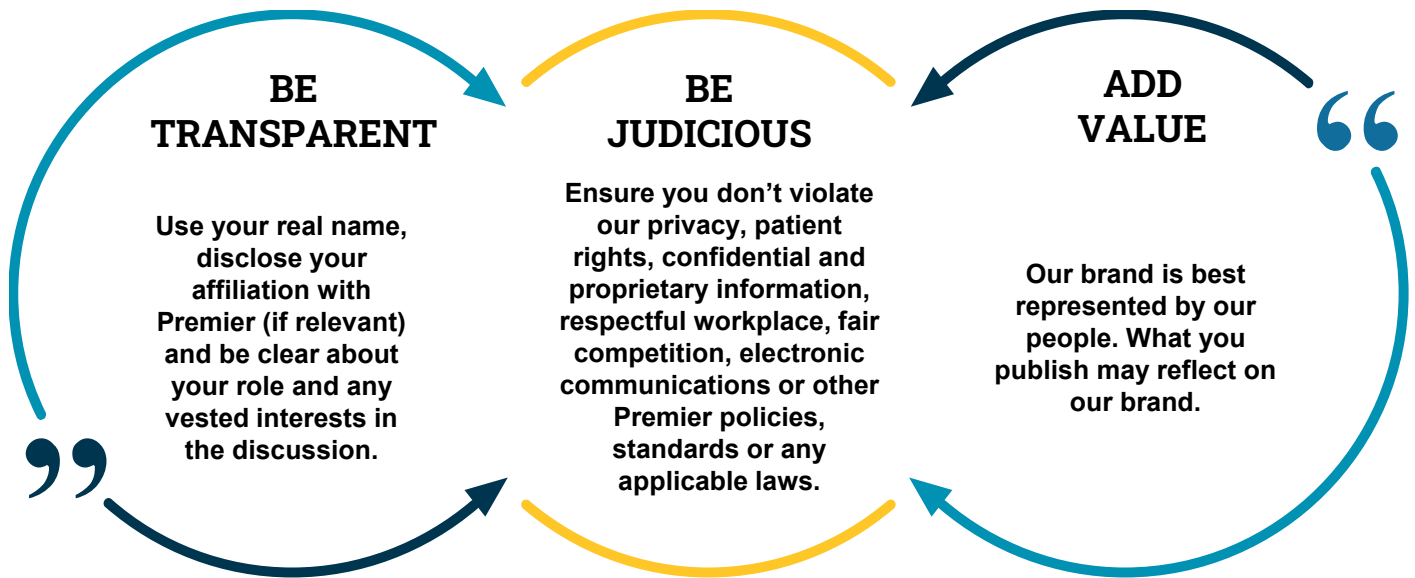 BE
TRANSPARENT
Use your real name,
disclose your
affiliation with
Premier (if relevant)
and be clear about
your role and any
vested interests in
the discussion.
BE
JUDICIOUS
Ensure you don’t violate
our privacy, patient
rights, confidential and
proprietary information,
respectful workplace, fair
competition, electronic
communications or other
Premier policies,
standards or any
applicable laws.
ADD
VALUE
Our brand is best
represented by our
people. What you
publish may reflect on
our brand.